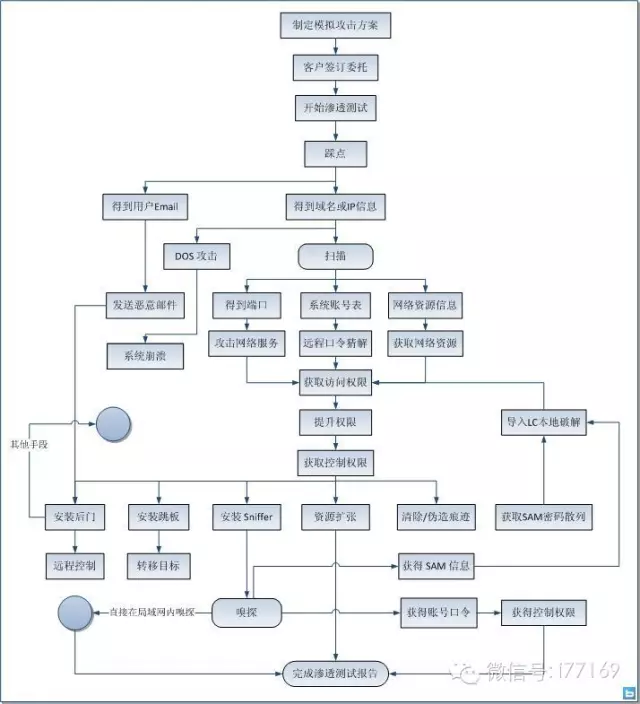 制定模拟攻击方案
客户签订委托
开始渗透测试
踩点
得到用户Email
得到域名或IP信息
DOS 攻击
扫描
发送恶意邮件
得到端口
系统账号表
网络资源信息
系统崩溃
攻击网络服务
远程口令猜解
获取网络资源
获取访问权限
提升权限
导入LC本地破解
其他手段
获取控制权限
安装后门
安装跳板
安装 Sniffer
资源扩张
清除/伪造痕迹
获取SAM密码散列
远程控制
转移目标
获得 SAM 信息
直接在局域网内嗅探
嗅探
获得账号口令
获得控制权限
完成渗透测试报告
微信号:i77169